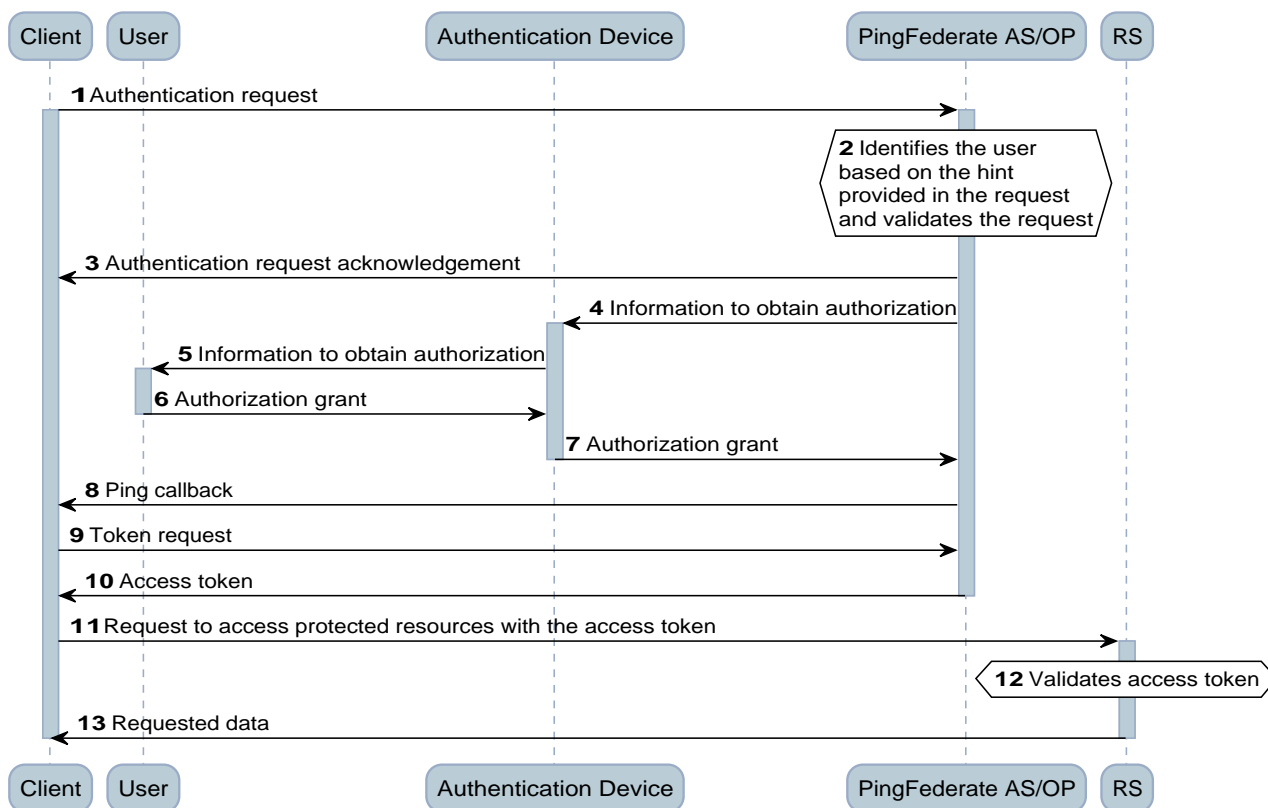 Client User Authentication Device PingFederate AS/OP RS
1 Authentication request
2 Identifies the user
based on the hint
provided in the request
and validates the request
3 Authentication request acknowledgement
4 Information to obtain authorization
5 Information to obtain authorization
6 Authorization grant
7 Authorization grant
8 Ping callback
9 Token request
10 Access token
11 Request to access protected resources with the access token
12 Validates access token
13 Requested data
Client User Authentication Device PingFederate AS/OP RS